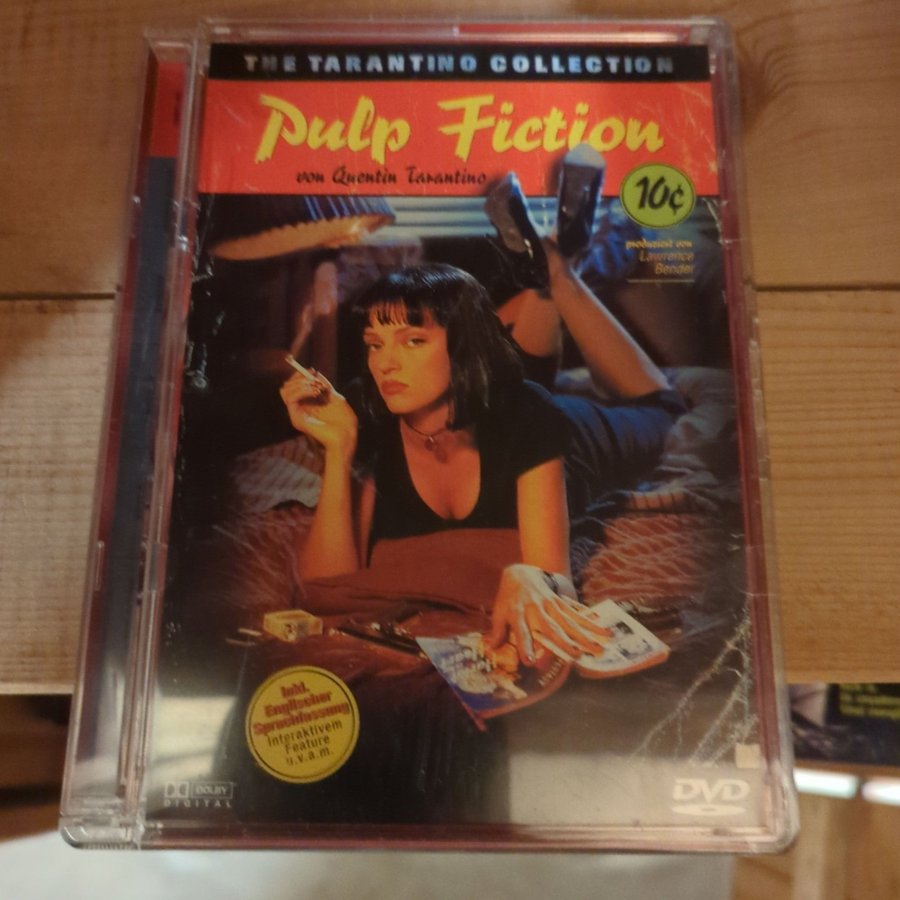 THE TARANTINO COLLECTION
Pulp Fiction
von Quentin Tarantino
10¢
produziert von
Lawrence
Bender
Inkl.
Englischer
Sprachfassung
Interaktivem
Feature
u.v.a.m.
DOLBY
DIGITAL
DVD